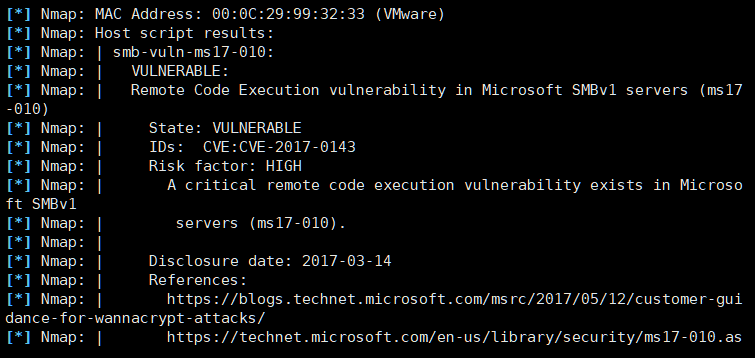 [*] Nmap: MAC Address: 00:0C:29:99:32:33 (VMware)
[*] Nmap: Host script results:
[*] Nmap: | smb-vuln-ms17-010:
[*] Nmap: |   VULNERABLE:
[*] Nmap: |   Remote Code Execution vulnerability in Microsoft SMBv1 servers (ms17
-010)
[*] Nmap: |     State: VULNERABLE
[*] Nmap: |     IDs:  CVE:CVE-2017-0143
[*] Nmap: |     Risk factor: HIGH
[*] Nmap: |       A critical remote code execution vulnerability exists in Microso
ft SMBv1
[*] Nmap: |        servers (ms17-010).
[*] Nmap: |
[*] Nmap: |     Disclosure date: 2017-03-14
[*] Nmap: |     References:
[*] Nmap: |       https://blogs.technet.microsoft.com/msrc/2017/05/12/customer-gui
dance-for-wannacrypt-attacks/
[*] Nmap: |       https://technet.microsoft.com/en-us/library/security/ms17-010.as